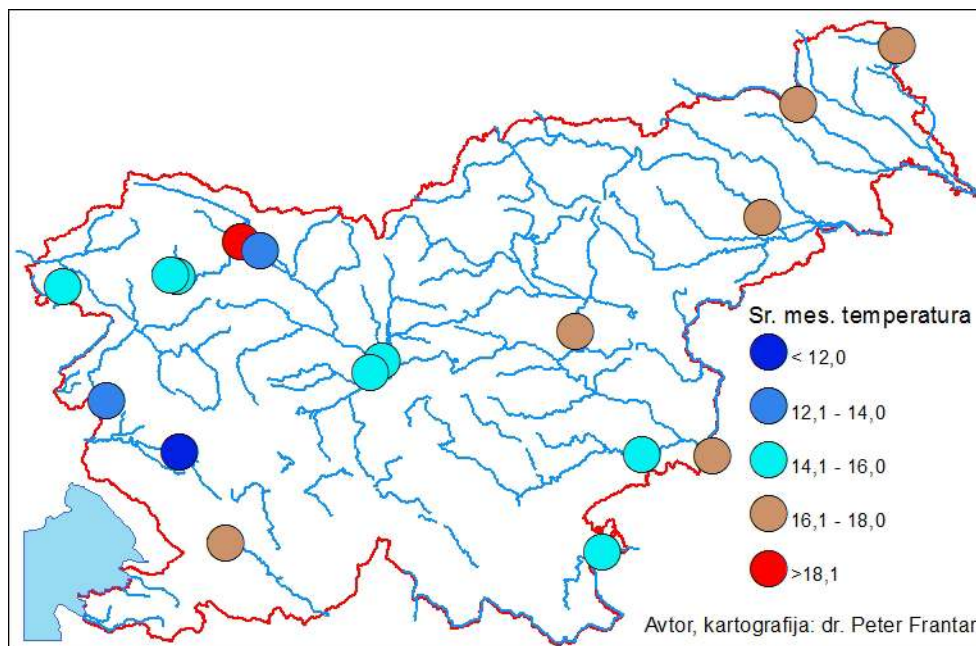 Sr. mes. temperatura
< 12,0
12,1 - 14,0
14,1 - 16,0
16,1 - 18,0
>18,1
Avtor, kartografija: dr. Peter Frantar